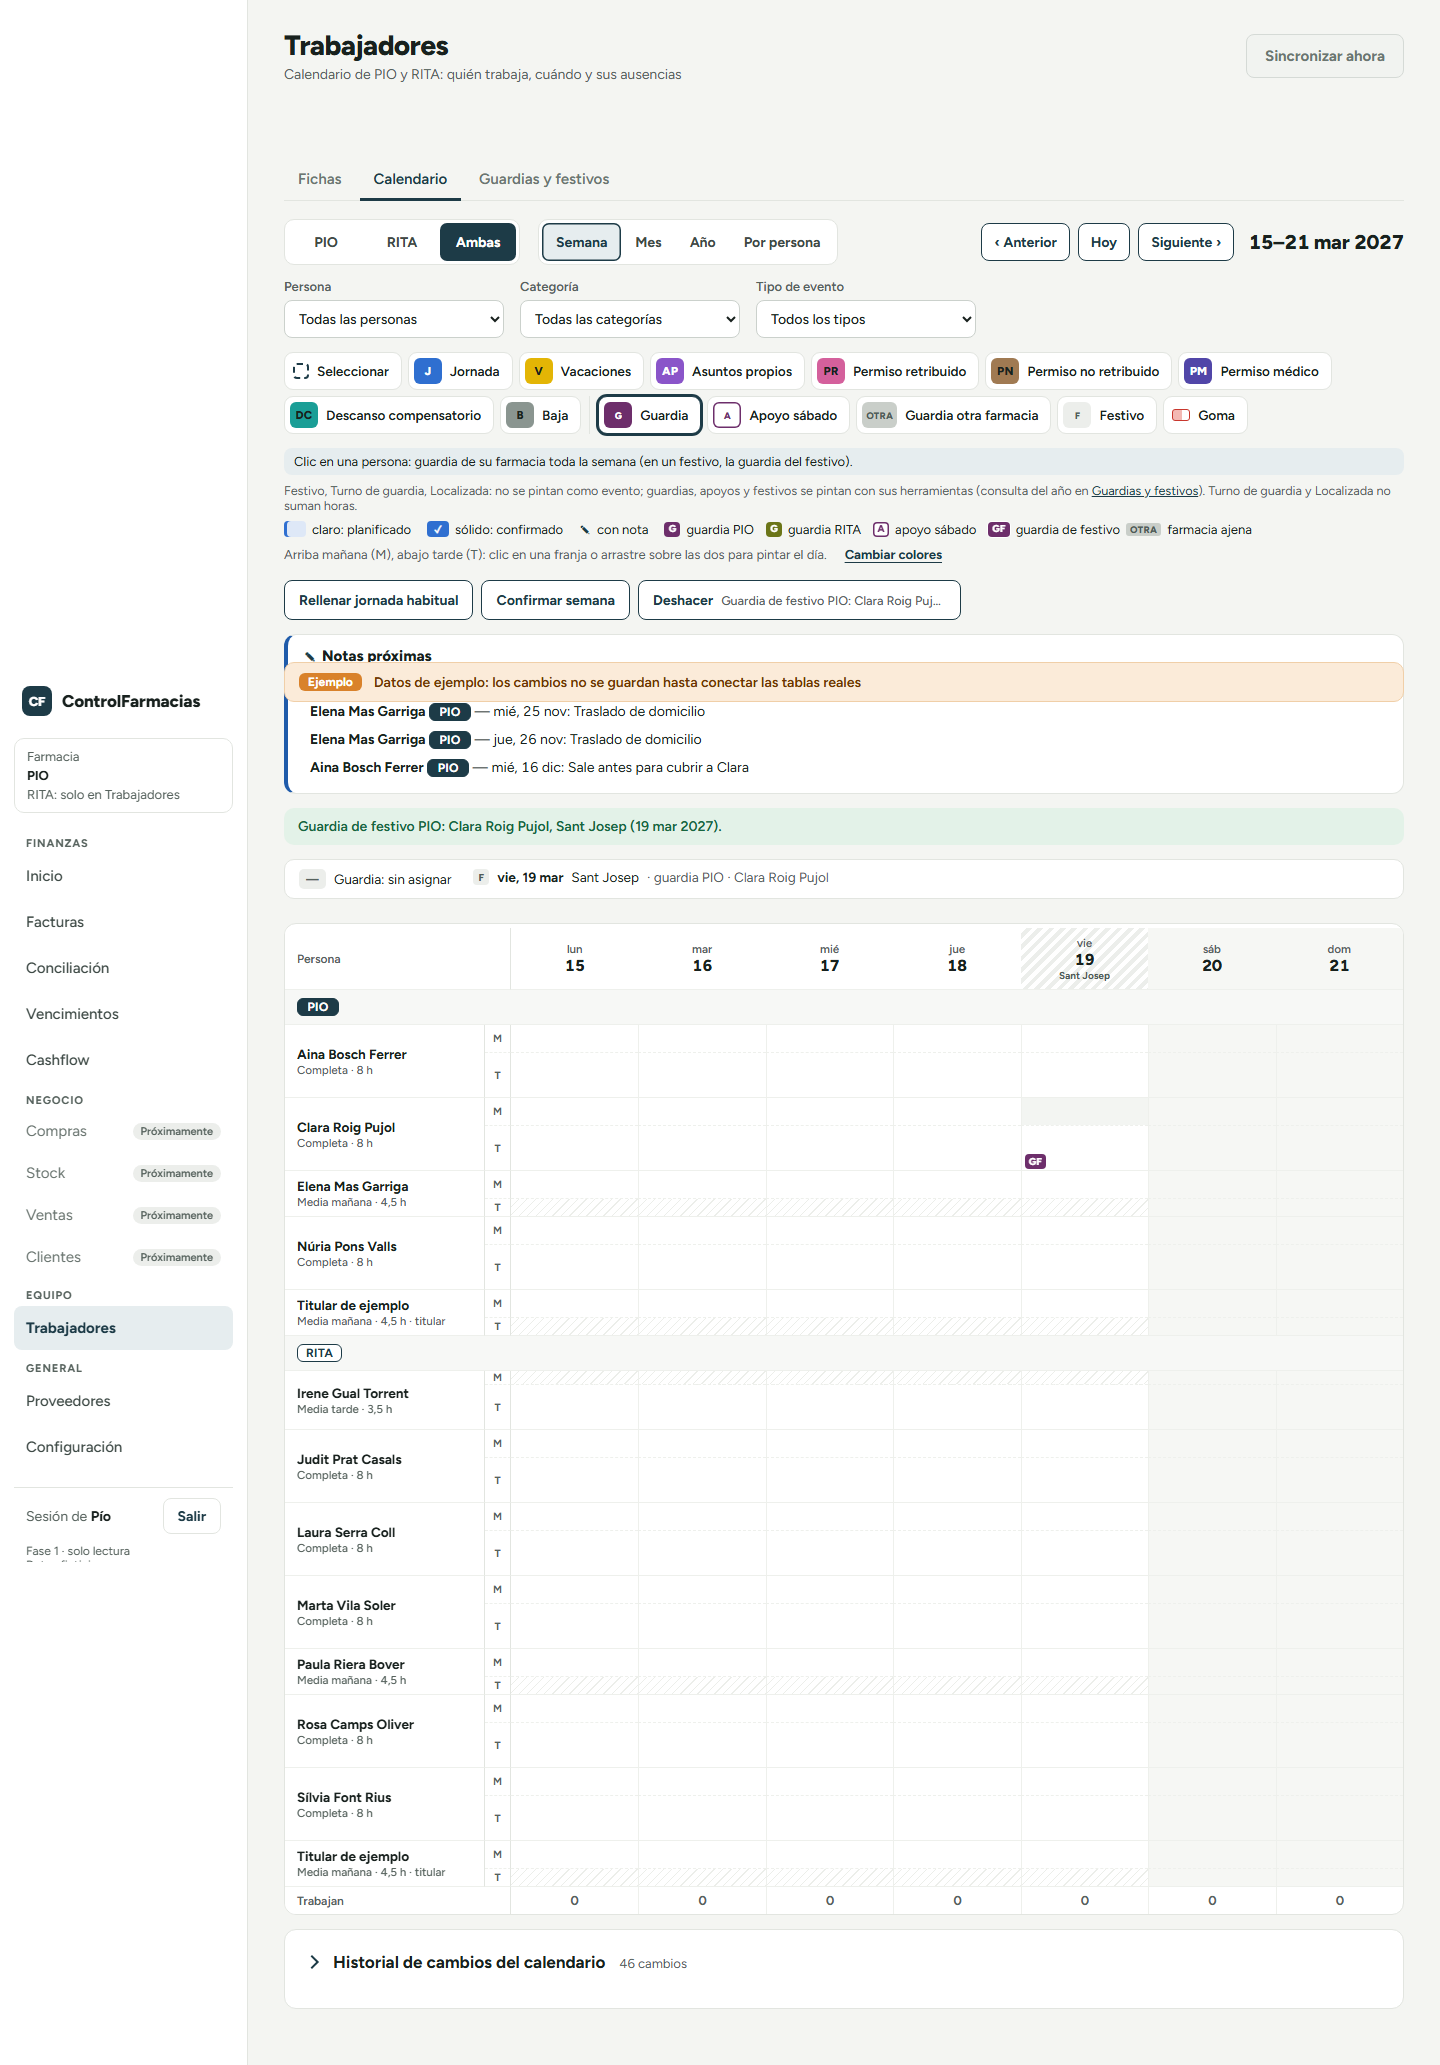 Trabajadores
Calendario de PIO y RITA: quién trabaja, cuándo y sus ausencias
Sincronizar ahora
Fichas
Calendario
Guardias y festivos
PIO
RITA
Ambas
Semana
Mes
Año
Por persona
‹ Anterior
Hoy
Siguiente ›
15–21 mar 2027
Persona
Categoría
Tipo de evento
Todas las personas
Todas las categorías
Todos los tipos
Seleccionar
J Jornada
V Vacaciones
AP Asuntos propios
PR Permiso retribuido
PN Permiso no retribuido
PM Permiso médico
DC Descanso compensatorio
B Baja
G Guardia
A Apoyo sábado
OTRA Guardia otra farmacia
F Festivo
Goma
Clic en una persona: guardia de su farmacia toda la semana (en un festivo, la guardia del festivo).
Festivo, Turno de guardia, Localizada: no se pintan como evento; guardias, apoyos y festivos se pintan con sus herramientas (consulta del año en Guardias y festivos). Turno de guardia y Localizada no
suman horas.
claro: planificado
✓ sólido: confirmado
con nota
G guardia PIO
G guardia RITA
A apoyo sábado
GF guardia de festivo
OTRA farmacia ajena
Arriba mañana (M), abajo tarde (T): clic en una franja o arrastre sobre las dos para pintar el día.
Cambiar colores
Rellenar jornada habitual
Confirmar semana
Deshacer Guardia de festivo PIO: Clara Roig Puj...
Notas próximas
Ejemplo Datos de ejemplo: los cambios no se guardan hasta conectar las tablas reales
Elena Mas Garriga PIO — mié, 25 nov: Traslado de domicilio
Elena Mas Garriga PIO — jue, 26 nov: Traslado de domicilio
Aina Bosch Ferrer PIO — mié, 16 dic: Sale antes para cubrir a Clara
Guardia de festivo PIO: Clara Roig Pujol, Sant Josep (19 mar 2027).
— Guardia: sin asignar
F vie, 19 mar Sant Josep · guardia PIO · Clara Roig Pujol
Persona
lun 15
mar 16
mié 17
jue 18
vie 19 Sant Josep
sáb 20
dom 21
PIO
Aina Bosch Ferrer
Completa · 8 h
M
T
Clara Roig Pujol
Completa · 8 h
M
T
GF
Elena Mas Garriga
Media mañana · 4,5 h
M
T
Núria Pons Valls
Completa · 8 h
M
T
Titular de ejemplo
Media mañana · 4,5 h · titular
M
T
RITA
Irene Gual Torrent
Media tarde · 3,5 h
M
T
Judit Prat Casals
Completa · 8 h
M
T
Laura Serra Coll
Completa · 8 h
M
T
Marta Vila Soler
Completa · 8 h
M
T
Paula Riera Bover
Media mañana · 4,5 h
M
T
Rosa Camps Oliver
Completa · 8 h
M
T
Sílvia Font Rius
Completa · 8 h
M
T
Titular de ejemplo
Media mañana · 4,5 h · titular
M
T
Trabajan 0 0 0 0 0 0 0
Historial de cambios del calendario 46 cambios
CF ControlFarmacias
Farmacia
PIO
RITA: solo en Trabajadores
FINANZAS
Inicio
Facturas
Conciliación
Vencimientos
Cashflow
NEGOCIO
Compras Próximamente
Stock Próximamente
Ventas Próximamente
Clientes Próximamente
EQUIPO
Trabajadores
GENERAL
Proveedores
Configuración
Sesión de Pío
Salir
Fase 1 · solo lectura